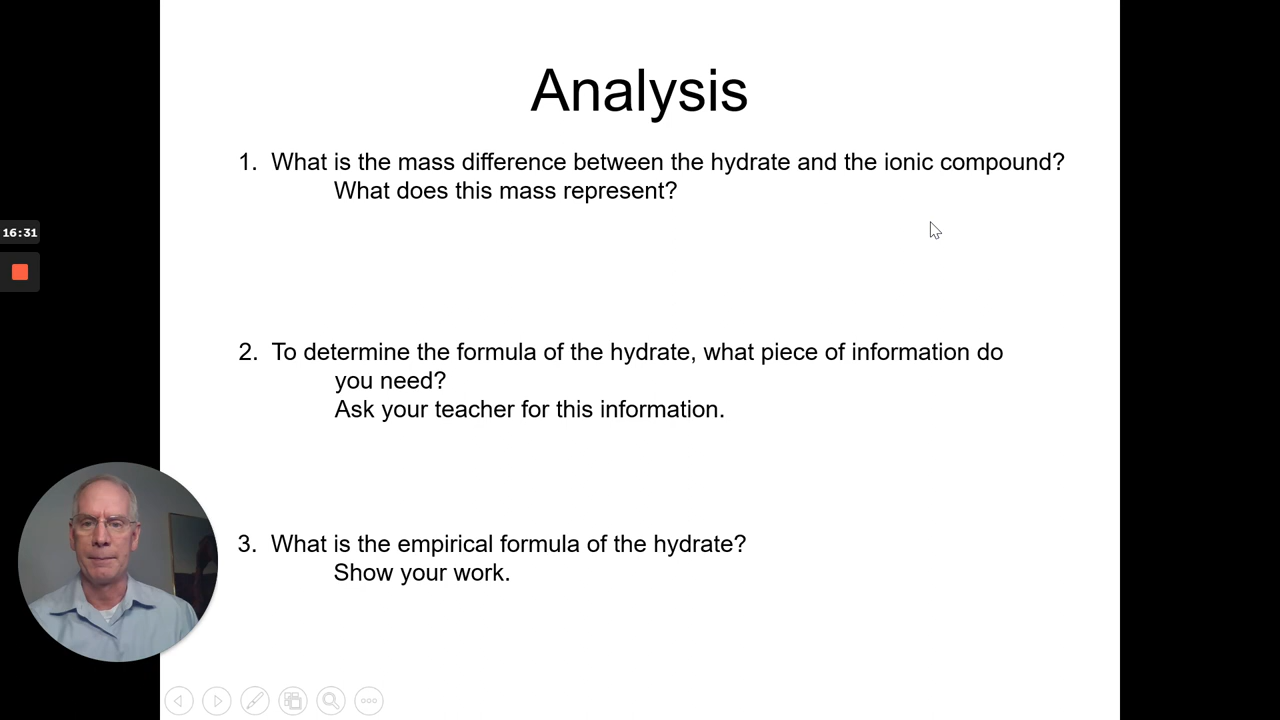 Analysis
1. What is the mass difference between the hydrate and the ionic compound?
What does this mass represent?
16:31
2. To determine the formula of the hydrate, what piece of information do
you need?
Ask your teacher for this information.
3. What is the empirical formula of the hydrate?
Show your work.